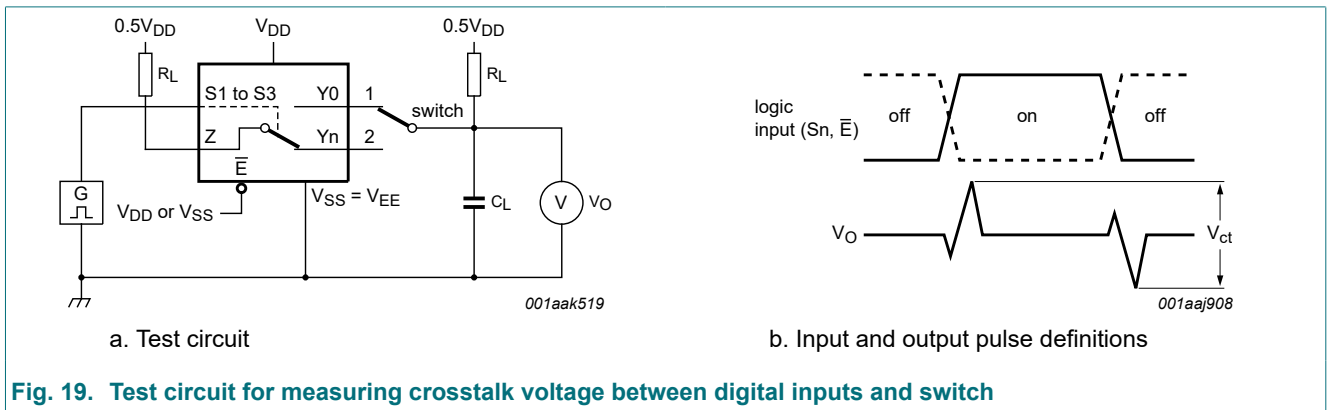 0.5VDD VDD 0.5VDD
RL RL
S1 to S3 Y0 1
switch
Z Yn 2
E̅
G
VDD or VSS
VSS = VEE
CL
V VO
001aak519
a. Test circuit
logic
input (Sn, E̅)
off on off
VO
Vct
001aaj908
b. Input and output pulse definitions
Fig. 19. Test circuit for measuring crosstalk voltage between digital inputs and switch